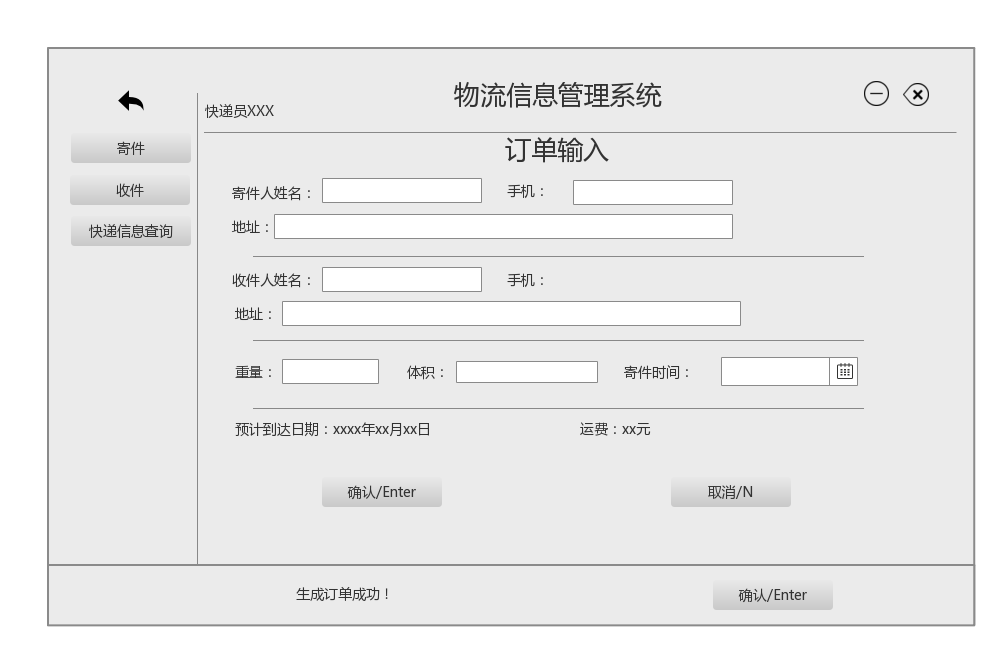 物流信息管理系统
快递员XXX
订单输入
寄件
收件
快递信息查询
寄件人姓名： 手机：
地址：
收件人姓名： 手机：
地址：
重量： 体积： 寄件时间：
预计到达日期：xxxx年xx月xx日 运费：xx元
确认/Enter 取消/N
生成订单成功！ 确认/Enter